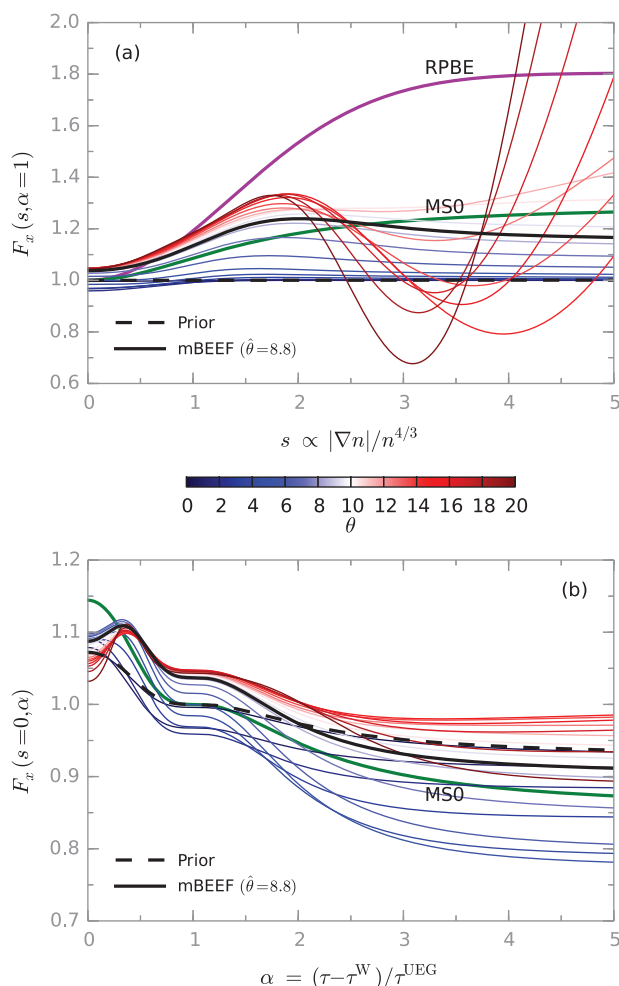 2.0
(a)
RPBE
1.8
1.6
1.4
MS0
1.2
1.0
0.8
Prior
mBEEF (θ̂=8.8)
0.6
0 1 2 3 4 5
F_x (s,α=1)
s ∝ |∇n|/n^{4/3}
0 2 4 6 8 10 12 14 16 18 20
θ
1.2
(b)
1.1
1.0
0.9
MS0
0.8
Prior
mBEEF (θ̂=8.8)
0.7
0 1 2 3 4 5
F_x (s=0,α)
α = (τ−τ^W)/τ^{UEG}